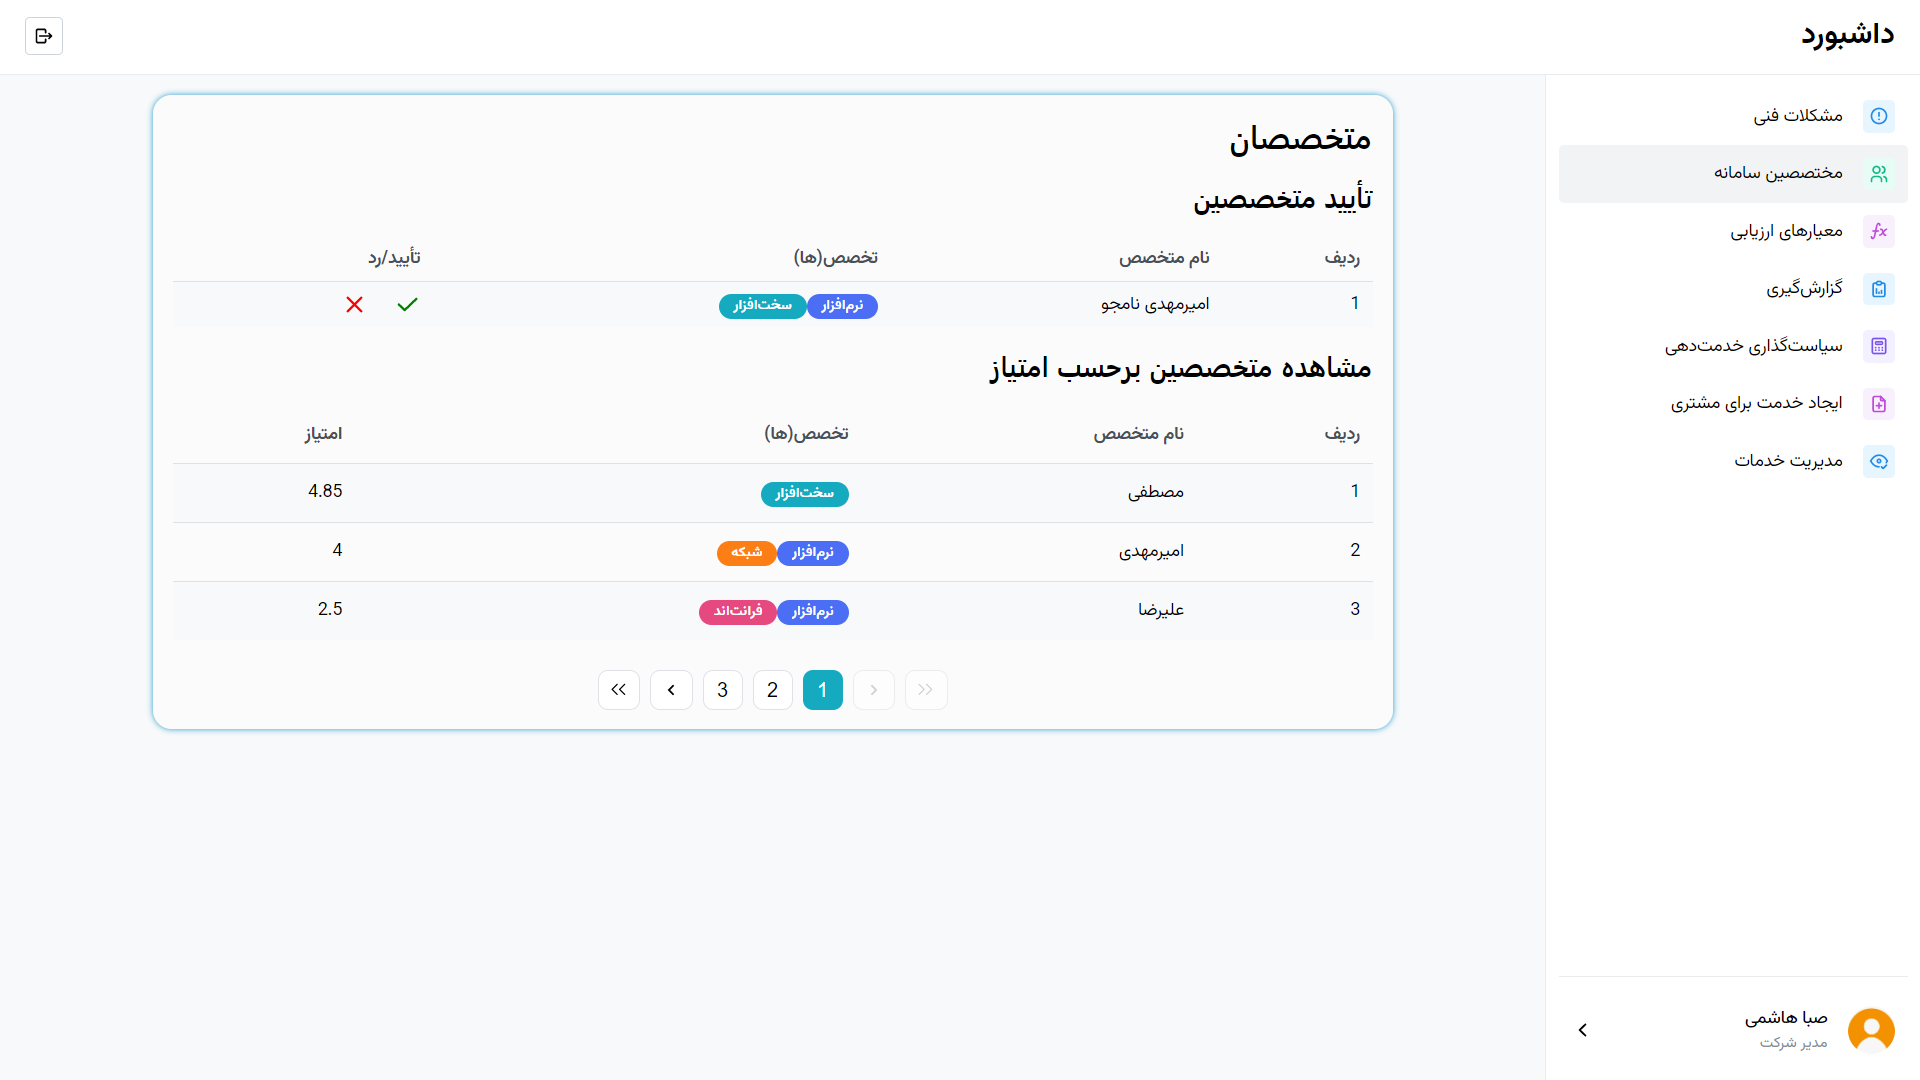 داشبورد
مشکلات فنی
مختصصین سامانه
معیارهای ارزیابی
گزارش‌گیری
سیاست‌گذاری خدمت‌دهی
ایجاد خدمت برای مشتری
مدیریت خدمات
صبا هاشمی
مدیر شرکت
متخصصان
تأیید متخصصین
ردیف نام متخصص تخصص(ها) تأیید/رد
1 امیرمهدی نامجو نرم‌افزار سخت‌افزار
مشاهده متخصصین برحسب امتیاز
ردیف نام متخصص تخصص(ها) امتیاز
1 مصطفی سخت‌افزار 4.85
2 امیرمهدی نرم‌افزار شبکه 4
3 علیرضا نرم‌افزار فرانت‌اند 2.5
1 2 3